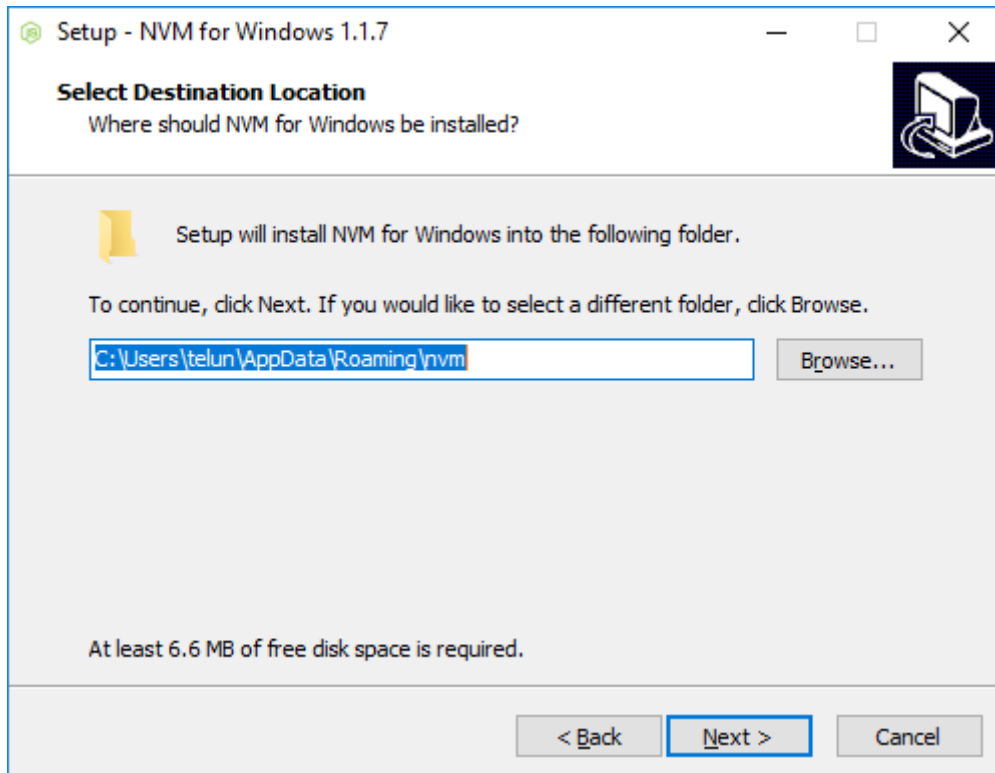 Setup - NVM for Windows 1.1.7
Select Destination Location
Where should NVM for Windows be installed?
Setup will install NVM for Windows into the following folder.
To continue, click Next. If you would like to select a different folder, click Browse.
C:\Users\telun\AppData\Roaming\nvm
Browse...
At least 6.6 MB of free disk space is required.
< Back
Next >
Cancel